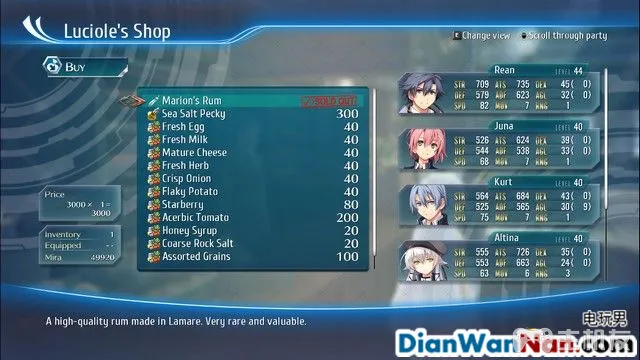 Luciole's Shop
Change view
Scroll through party
BUY
Marion's Rum SOLD OUT
Sea Salt Pecky 300
Fresh Egg 40
Fresh Milk 40
Mature Cheese 40
Fresh Herb 40
Crisp Onion 40
Flaky Potato 40
Starberry 80
Acerbic Tomato 200
Honey Syrup 20
Coarse Rock Salt 20
Assorted Grains 100
Price
3000 × 1=
3000
Inventory 1
Equipped --
Mira 49920
Rean LEVEL 44
STR 709 ATS 735 DEX 45( 0)
DEF 579 ADF 623 AGL 32( 0)
SPD 82 MOV 7 RNG 1
Juna LEVEL 40
STR 526 ATS 624 DEX 39( 0)
DEF 544 ADF 538 AGL 33( 0)
SPD 68 MOV 7 RNG 1
Kurt LEVEL 40
STR 564 ATS 684 DEX 43( 0)
DEF 525 ADF 565 AGL 30( 9)
SPD 75 MOV 7 RNG 1
Altina LEVEL 40
STR 555 ATS 726 DEX 35( 0)
DEF 553 ADF 663 AGL 24( 0)
SPD 63 MOV 6 RNG 3
A high-quality rum made in Lamare. Very rare and valuable.
电玩男
DianWanNan.com